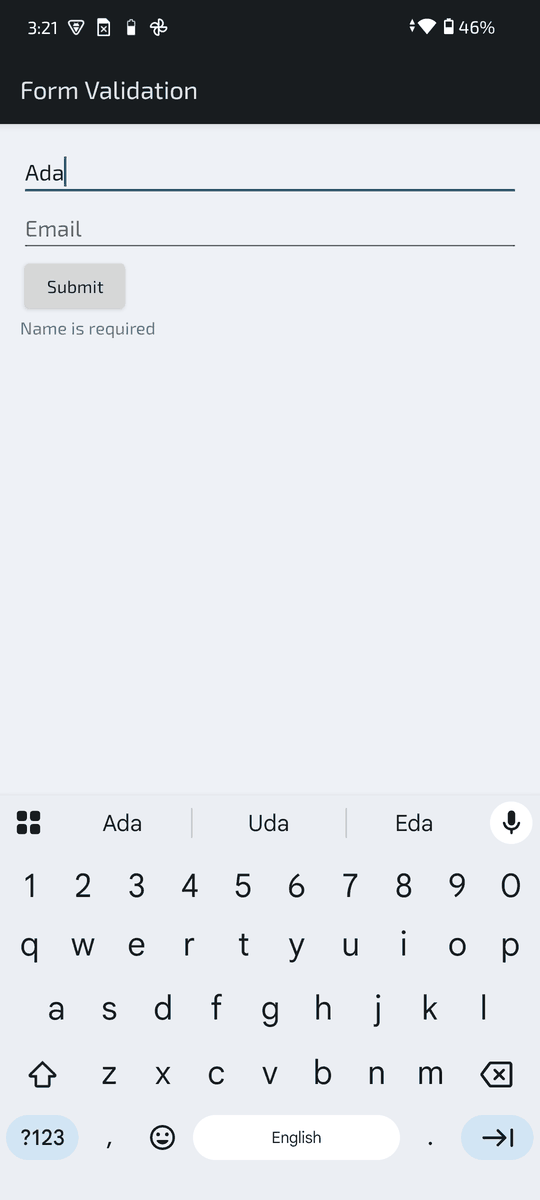 3:21 46%
Form Validation
Ada
Email
Submit
Name is required
Ada Uda Eda
1 2 3 4 5 6 7 8 9 0
q w e r t y u i o p
a s d f g h j k l
z x c v b n m
?123 , English .